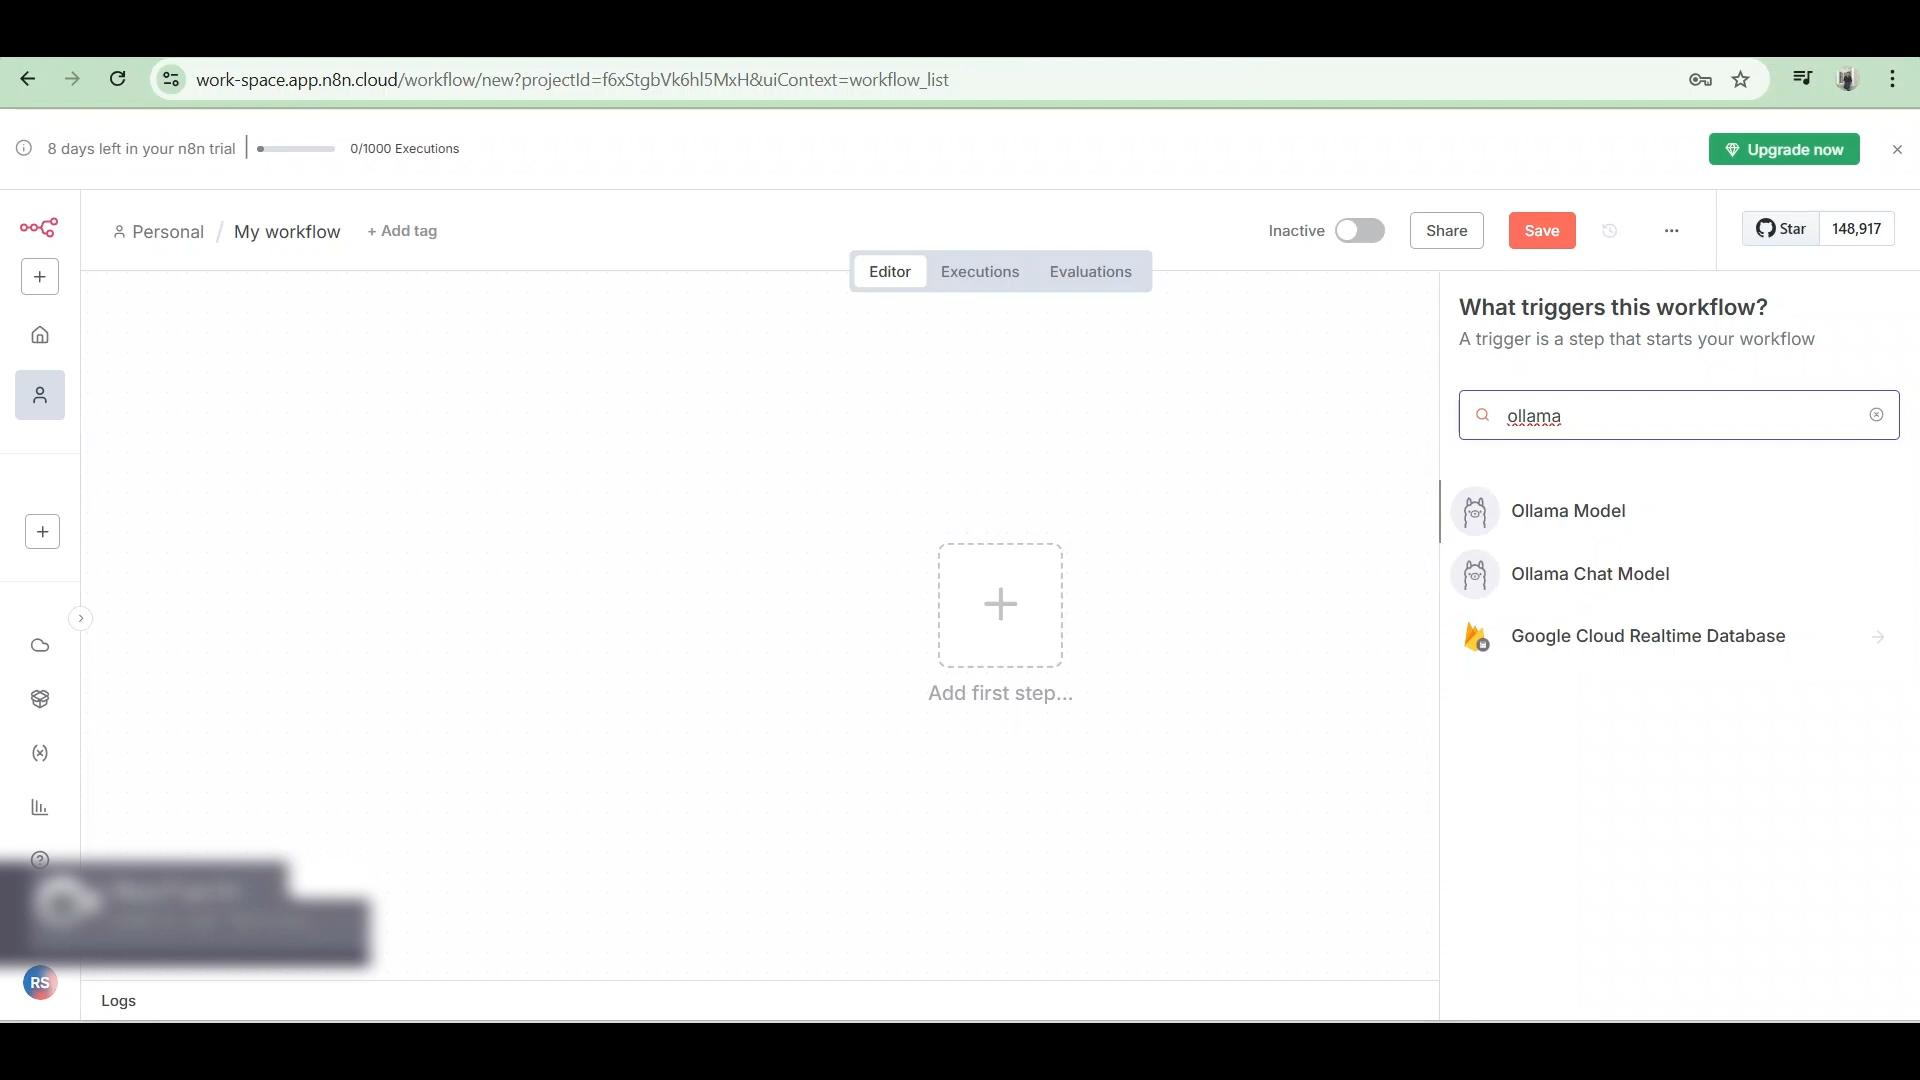 work-space.app.n8n.cloud/workflow/new?projectId=f6xStgbVk6hl5MxH&uiContext=workflow_list
8 days left in your n8n trial
0/1000 Executions
Upgrade now
Personal / My workflow
+ Add tag
Inactive
Share
Save
Star
148,917
Editor
Executions
Evaluations
What triggers this workflow?
A trigger is a step that starts your workflow
ollama
Ollama Model
Ollama Chat Model
Google Cloud Realtime Database
Add first step...
RS
Logs